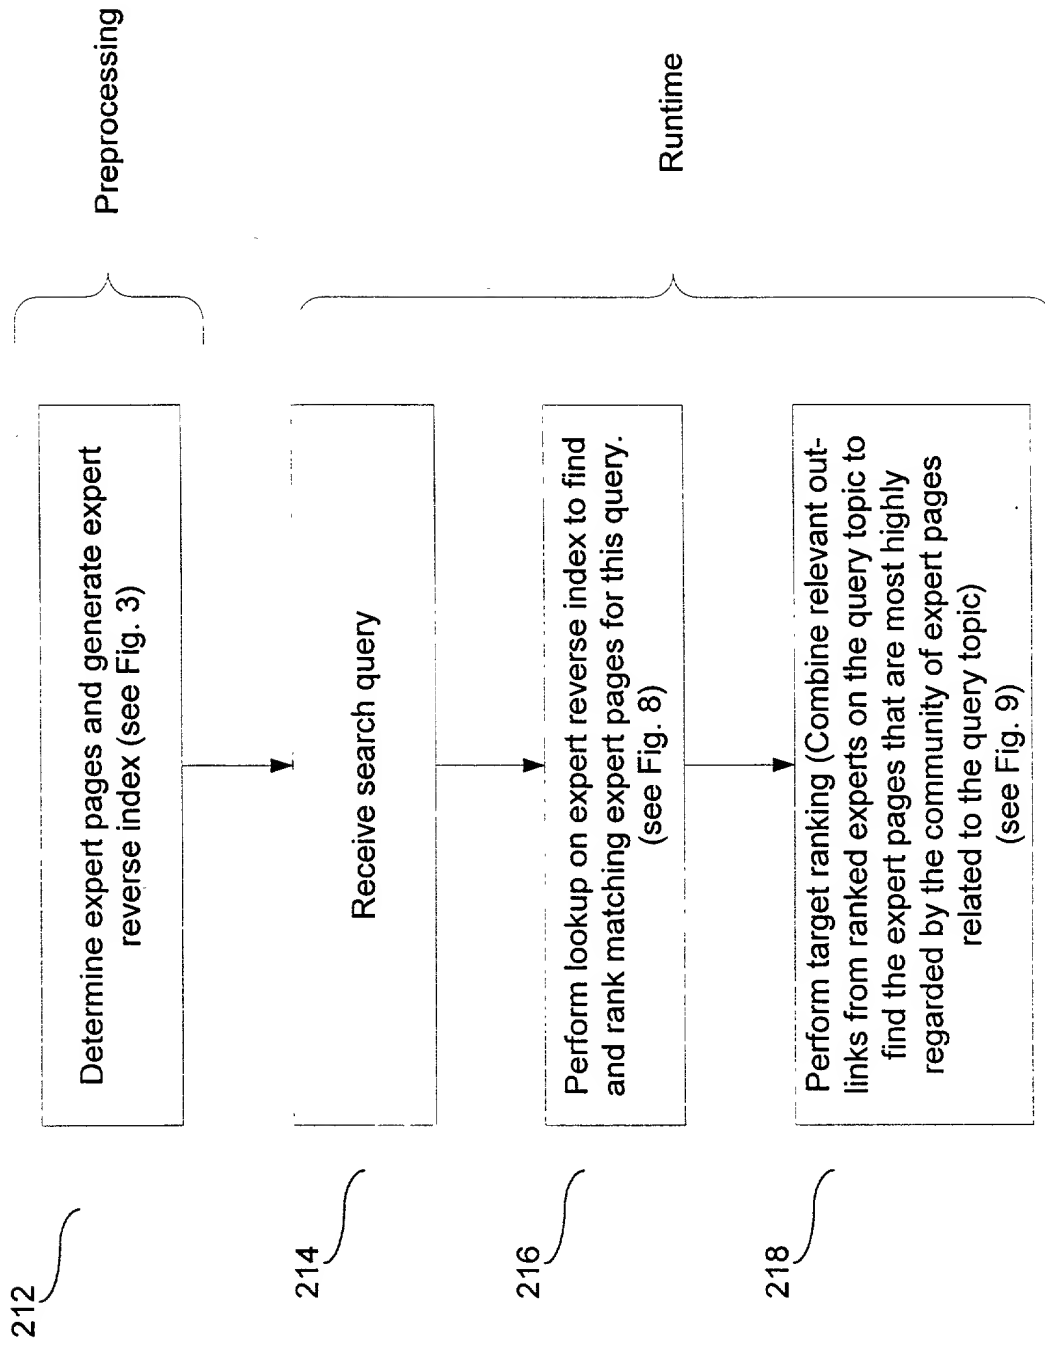 212
Determine expert pages and generate expert
reverse index (see Fig. 3)
Preprocessing
214
Receive search query
216
Perform lookup on expert reverse index to find
and rank matching expert pages for this query.
(see Fig. 8)
218
Perform target ranking (Combine relevant out-
links from ranked experts on the query topic to
find the expert pages that are most highly
regarded by the community of expert pages
related to the query topic)
(see Fig. 9)
Runtime